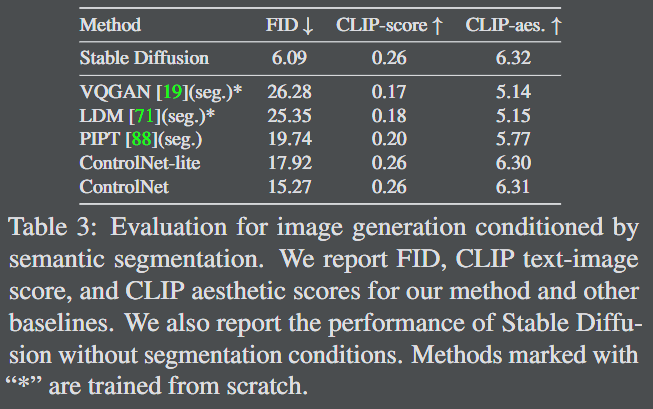 Method FID ↓ CLIP-score ↑ CLIP-aes. ↑
Stable Diffusion 6.09 0.26 6.32
VQGAN [19](seg.)* 26.28 0.17 5.14
LDM [71](seg.)* 25.35 0.18 5.15
PIPT [88](seg.) 19.74 0.20 5.77
ControlNet-lite 17.92 0.26 6.30
ControlNet 15.27 0.26 6.31
Table 3: Evaluation for image generation conditioned by
semantic segmentation. We report FID, CLIP text-image
score, and CLIP aesthetic scores for our method and other
baselines. We also report the performance of Stable Diffu-
sion without segmentation conditions. Methods marked with
“*” are trained from scratch.